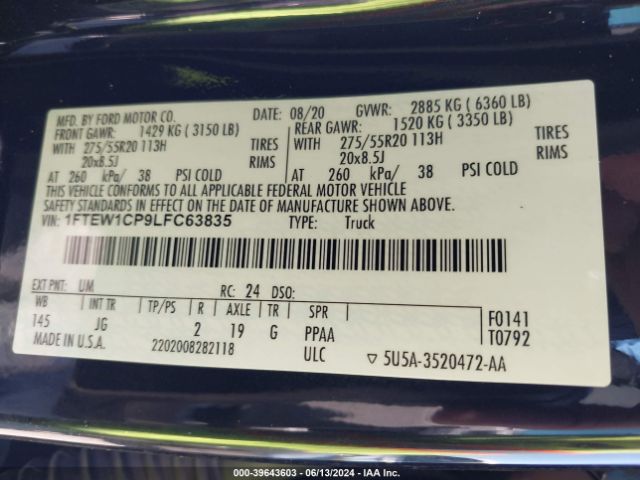 MFD. BY FORD MOTOR CO. DATE: 08/20 GVWR: 2885 KG ( 6360 LB)
FRONT GAWR: 1429 KG ( 3150 LB) REAR GAWR: 1520 KG ( 3350 LB)
WITH 275/55R20 113H TIRES WITH 275/55R20 113H TIRES
20x8.5J RIMS 20x8.5J RIMS
AT 260 kPa/ 38 PSI COLD AT 260 kPa/ 38 PSI COLD
THIS VEHICLE CONFORMS TO ALL APPLICABLE FEDERAL MOTOR VEHICLE
SAFETY STANDARDS IN EFFECT ON THE DATE OF MANUFACTURE SHOWN ABOVE.
VIN: 1FTEW1CP9LFC63835 TYPE: Truck
EXT PNT: UM RC: 24 DSO:
WB INT TR TP/PS R AXLE TR SPR F0141
145 JG 2 19 G PPAA T0792
MADE IN U.S.A. 2202008282118 ULC ▽ 5U5A-3520472-AA
000-39643603 - 06/13/2024 - IAA Inc.